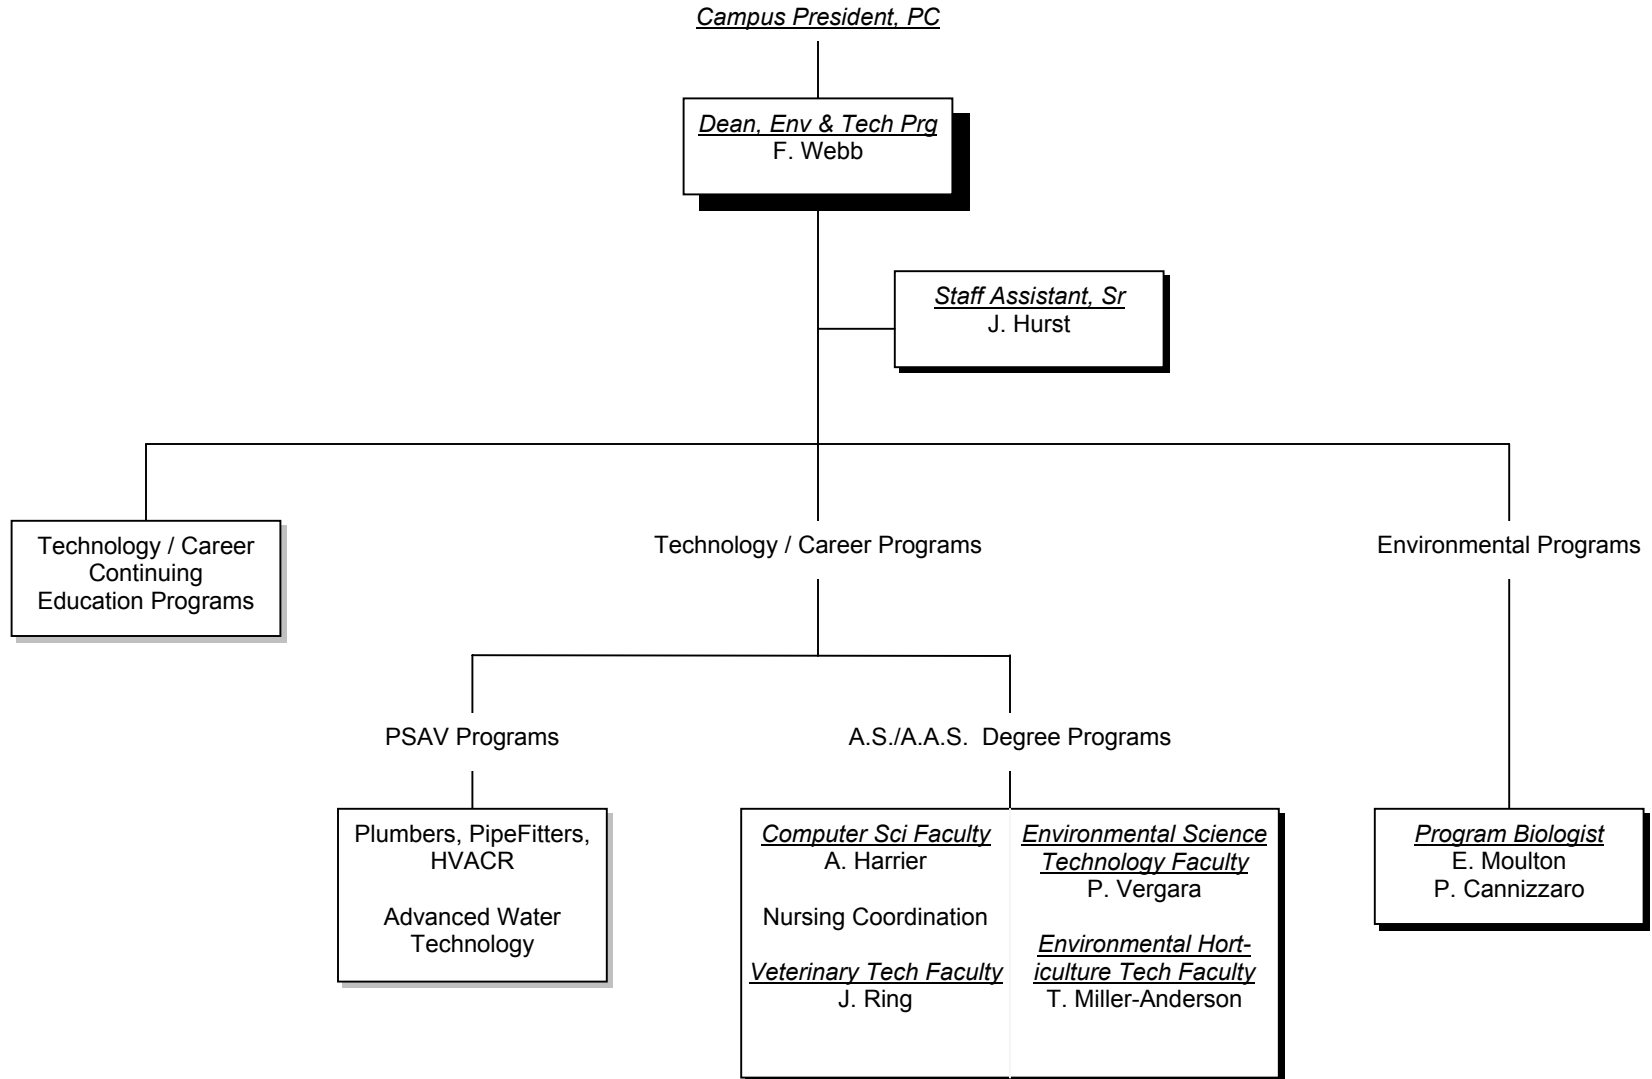 Campus President, PC
Dean, Env & Tech Prg
F. Webb
Staff Assistant, Sr
J. Hurst
Technology / Career
Continuing
Education Programs
Technology / Career Programs
Environmental Programs
PSAV Programs
A.S./A.A.S. Degree Programs
Plumbers, PipeFitters,
HVACR
Advanced Water
Technology
Computer Sci Faculty
A. Harrier
Nursing Coordination
Veterinary Tech Faculty
J. Ring
Environmental Science
Technology Faculty
P. Vergara
Environmental Hort-
iculture Tech Faculty
T. Miller-Anderson
Program Biologist
E. Moulton
P. Cannizzaro